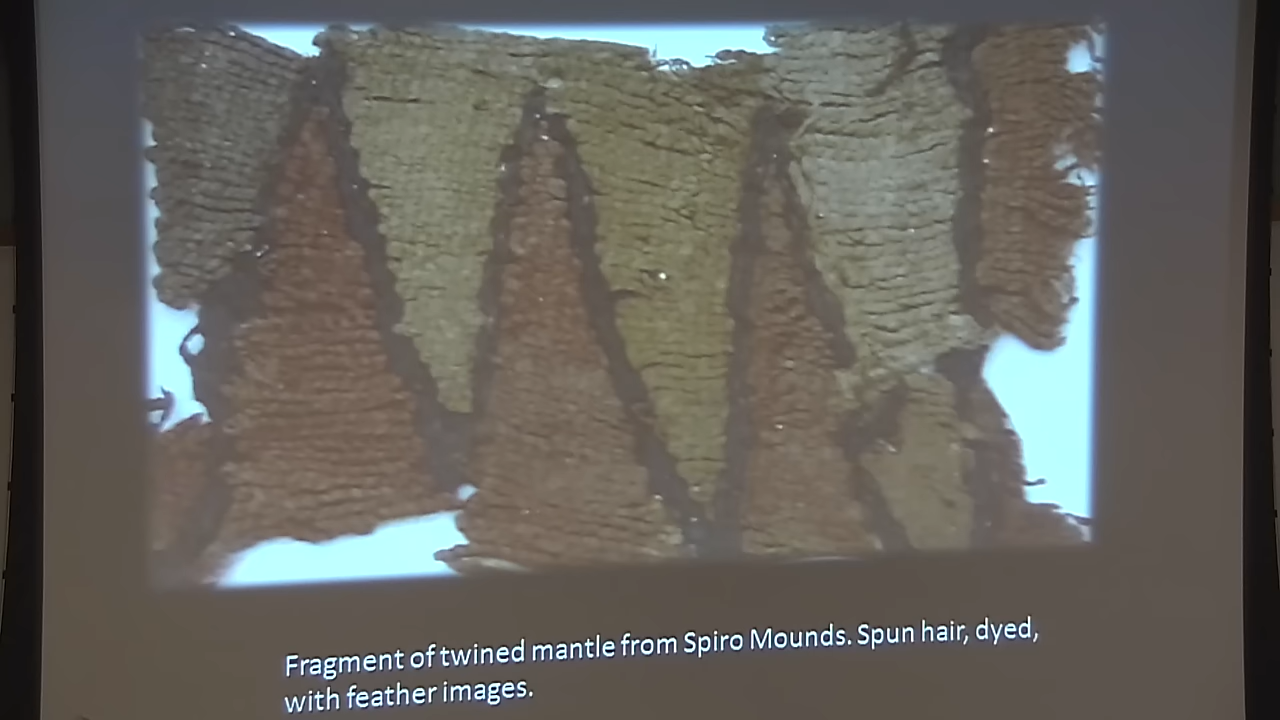 Fragment of twined mantle from Spiro Mounds. Spun hair, dyed,
with feather images.